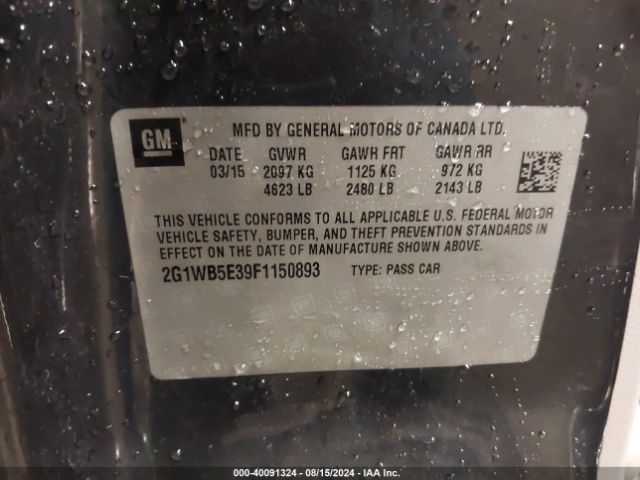 GM
MFD BY GENERAL MOTORS OF CANADA LTD.
DATE GVWR GAWR FRT GAWR RR
03/15 2097 KG 1125 KG 972 KG
4623 LB 2480 LB 2143 LB
THIS VEHICLE CONFORMS TO ALL APPLICABLE U.S. FEDERAL MOTOR
VEHICLE SAFETY, BUMPER, AND THEFT PREVENTION STANDARDS IN
EFFECT ON THE DATE OF MANUFACTURE SHOWN ABOVE.
2G1WB5E39F1150893 TYPE: PASS CAR
000-40091324 - 08/15/2024 - IAA Inc.